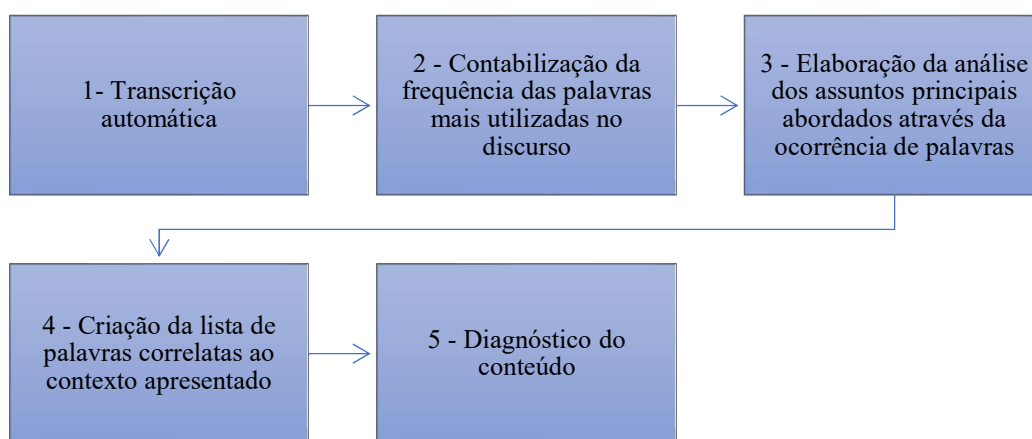 1- Transcrição
automática
2 - Contabilização da
frequência das palavras
mais utilizadas no
discurso
3 - Elaboração da análise
dos assuntos principais
abordados através da
ocorrência de palavras
4 - Criação da lista de
palavras correlatas ao
contexto apresentado
5 - Diagnóstico do
conteúdo